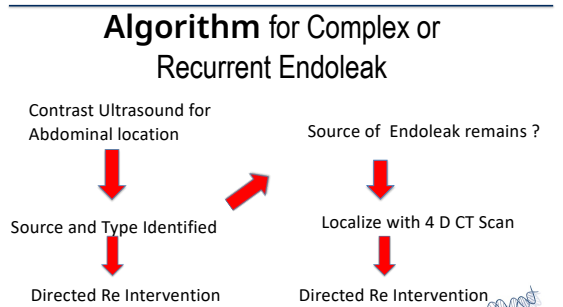 Algorithm for Complex or
Recurrent Endoleak
Contrast Ultrasound for
Abdominal location
Source and Type Identified
Directed Re Intervention
Source of Endoleak remains ?
Localize with 4 D CT Scan
Directed Re Intervention